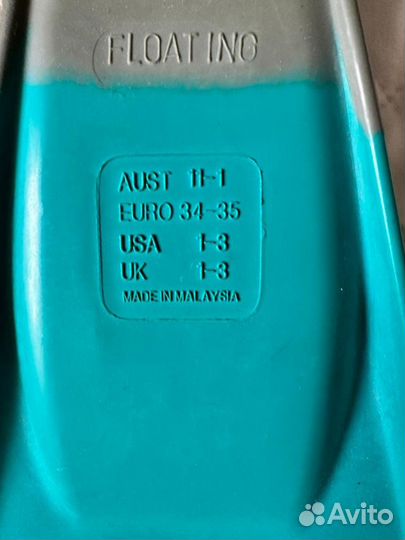 FLOATING
AUST 11-1
EURO 34-35
USA 1-3
UK 1-3
MADE IN MALAYSIA
Avito